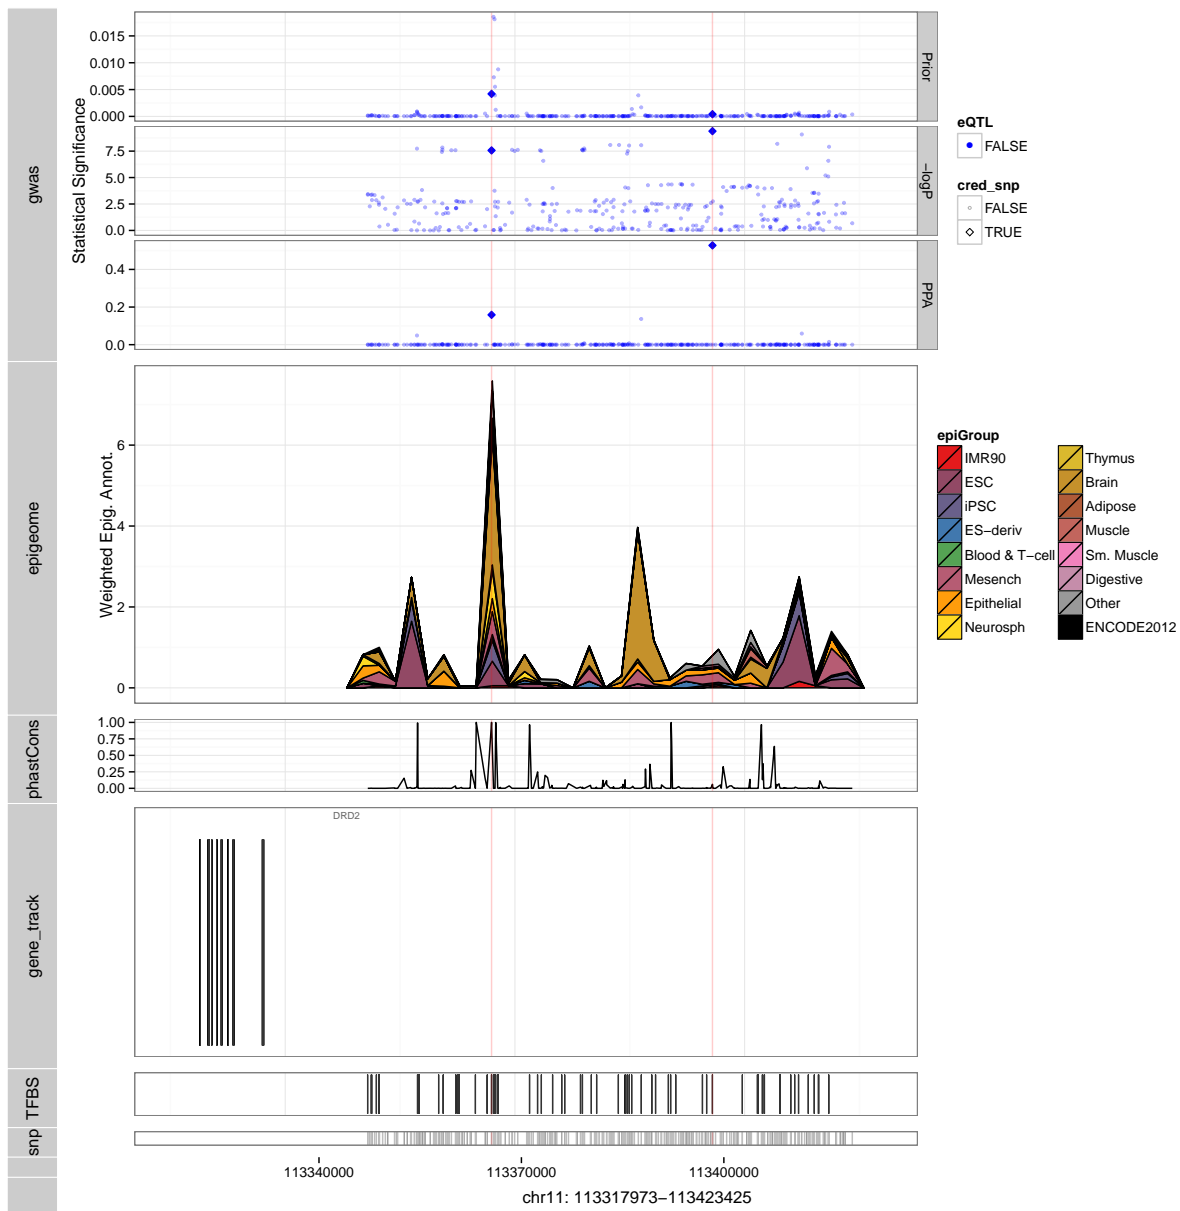 gwas
Statistical Significance
0.015
0.010
0.005
0.000
Prior
7.5
5.0
2.5
0.0
−logP
0.4
0.2
0.0
PPA
eQTL
FALSE
cred_snp
FALSE
TRUE
epigeome
Weighted Epig. Annot.
6
4
2
0
epiGroup
IMR90
ESC
iPSC
ES−deriv
Blood & T−cell
Mesench
Epithelial
Neurosph
Thymus
Brain
Adipose
Muscle
Sm. Muscle
Digestive
Other
ENCODE2012
phastCons
1.00
0.75
0.50
0.25
0.00
gene_track
DRD2
TFBS
snp
113340000
113370000
113400000
chr11: 113317973−113423425